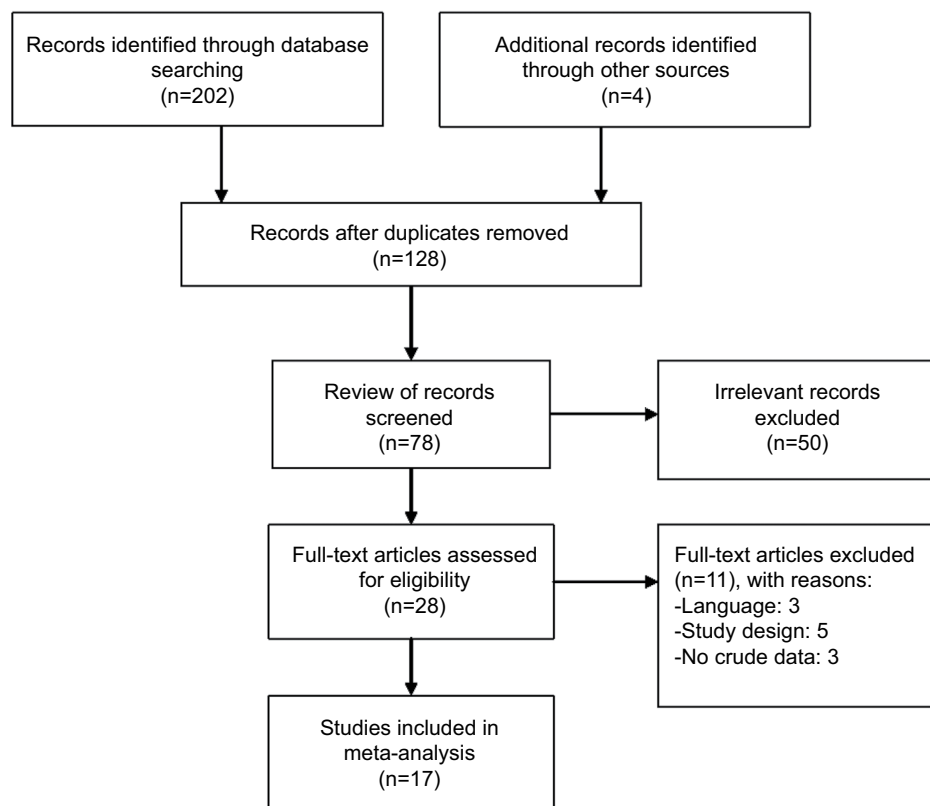 Records identified through database
searching
(n=202)
Additional records identified
through other sources
(n=4)
Records after duplicates removed
(n=128)
Review of records
screened
(n=78)
Irrelevant records
excluded
(n=50)
Full-text articles assessed
for eligibility
(n=28)
Full-text articles excluded
(n=11), with reasons:
-Language: 3
-Study design: 5
-No crude data: 3
Studies included in
meta-analysis
(n=17)